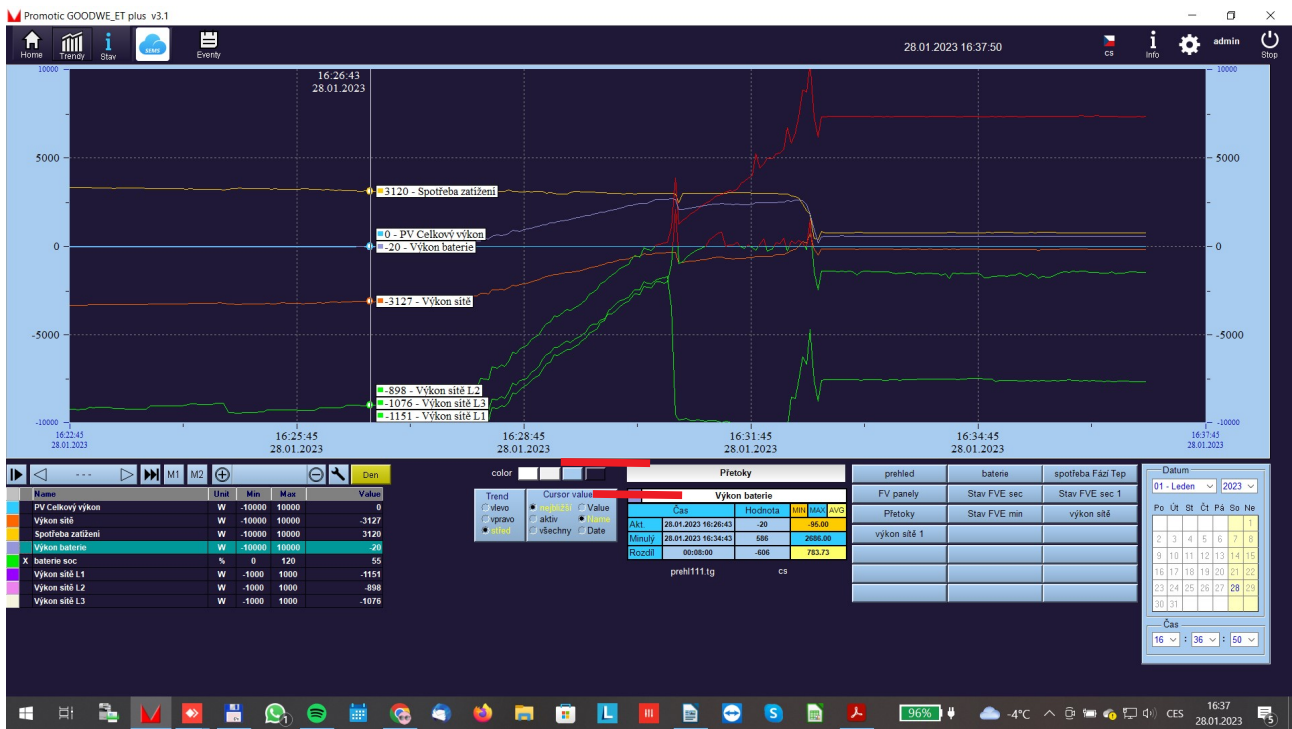 Promotic GOODWE_ET plus v3.1
Home Trendy Stav SEMS Eventy 28.01.2023 16:37:50 cs Info admin Stop
10000 10000
16:26:43
28.01.2023
5000 5000
3120 - Spotřeba zatížení
0 - PV Celkový výkon
0 0
-20 - Výkon baterie
-3127 - Výkon sítě
-5000 -5000
-898 - Výkon sítě L2
-1076 - Výkon sítě L3
-1151 - Výkon sítě L1
-10000 -10000
16:22:45 16:25:45 16:28:45 16:31:45 16:34:45 16:37:45
28.01.2023 28.01.2023 28.01.2023 28.01.2023 28.01.2023 28.01.2023
--- M1 M2 Den
Name Unit Min Max Value
PV Celkový výkon W -10000 10000 0
Výkon sítě W -10000 10000 -3127
Spotřeba zatížení W -10000 10000 3120
Výkon baterie W -10000 10000 -20
X baterie soc % 0 120 55
Výkon sítě L1 W -1000 1000 -1151
Výkon sítě L2 W -1000 1000 -898
Výkon sítě L3 W -1000 1000 -1076
color
Trend
vlevo
vpravo
střed
Cursor value
nejbližší Value
aktiv Name
všechny Date
Přetoky
Výkon baterie
Čas Hodnota MIN MAX AVG
Akt. 28.01.2023 16:26:43 -20 -95.00
Minulý 28.01.2023 16:34:43 586 2686.00
Rozdíl 00:08:00 -606 783.73
prehl111.tg cs
prehled baterie spotřeba Fází Tep
FV panely Stav FVE sec Stav FVE sec 1
Přetoky Stav FVE min výkon sítě
výkon sítě 1
Datum
01 - Leden 2023
Po Út St Čt Pá So Ne
1
2 3 4 5 6 7 8
9 10 11 12 13 14 15
16 17 18 19 20 21 22
23 24 25 26 27 28 29
30 31
Čas
16 : 36 : 50
1 L 96% -4°C CES 16:37
28.01.2023 5